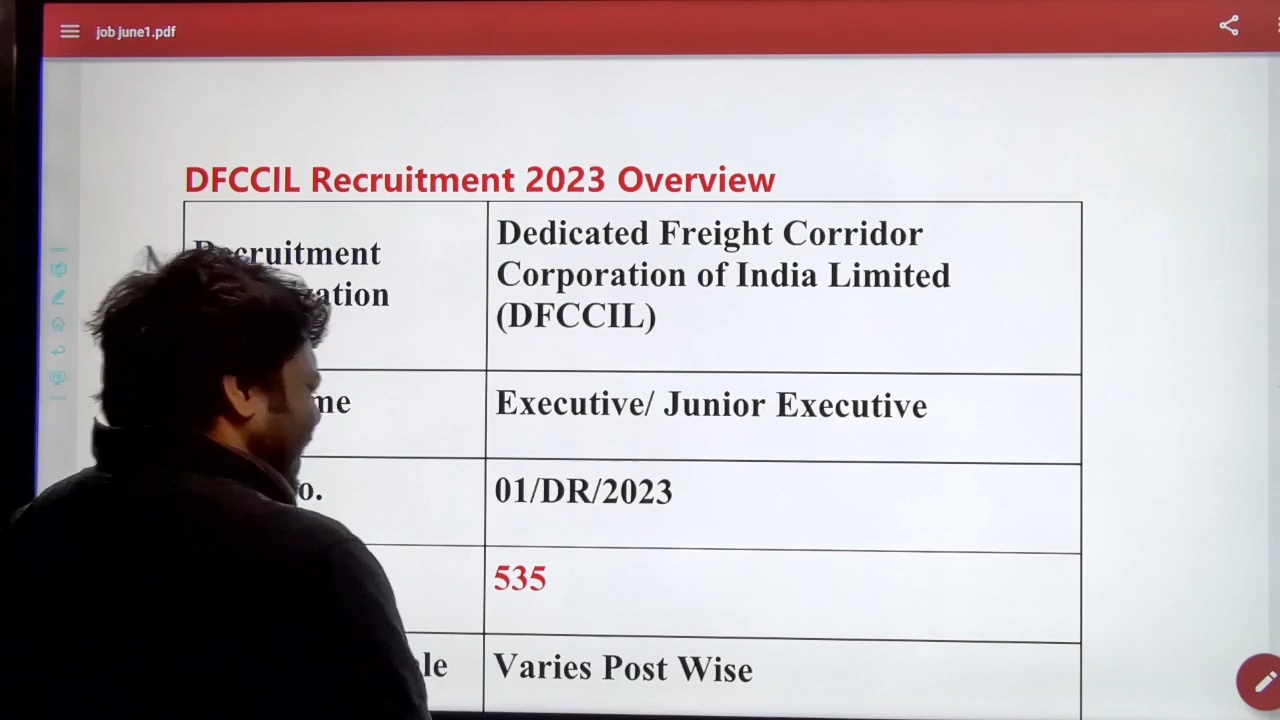 job june1.pdf
DFCCIL Recruitment 2023 Overview
Recruitment
Dedicated Freight Corridor
Corporation of India Limited
(DFCCIL)
Executive/ Junior Executive
01/DR/2023
535
Varies Post Wise